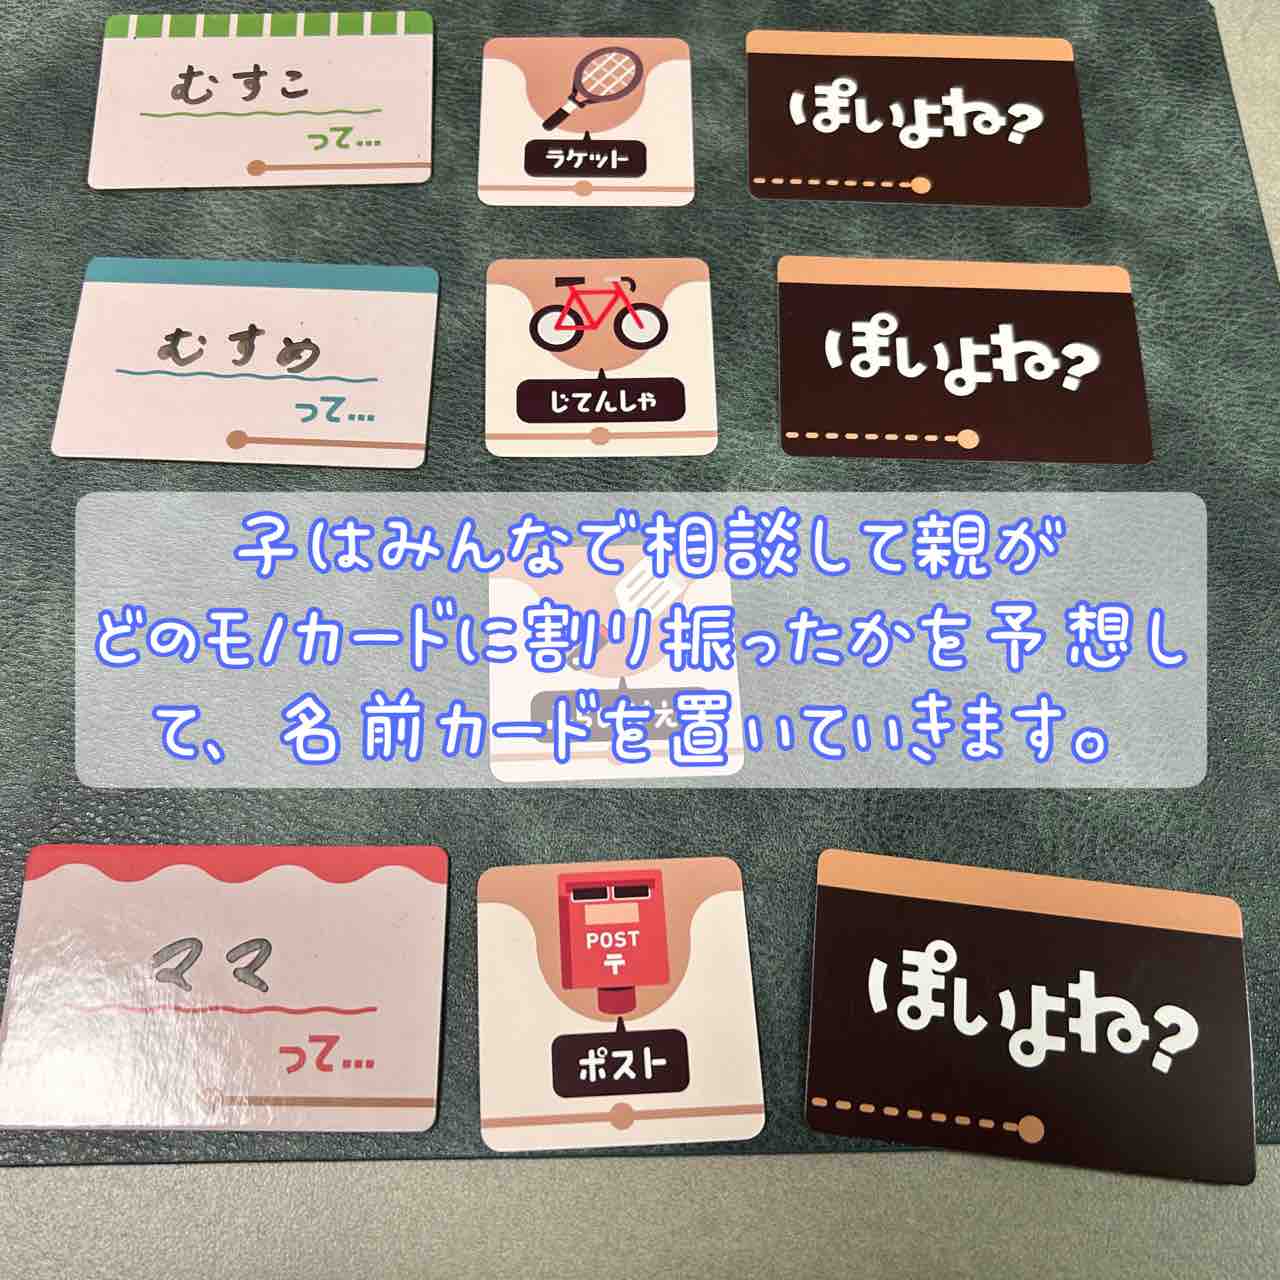 むすこ
って…
ラケット
ぽいよね?
むすめ
って…
じてんしゃ
ぽいよね?
子はみんなで相談して親が
どのモノカードに割り振ったかを予想し
て、名前カードを置いていきます。
ママ
って…
POST
〒
ポスト
ぽいよね?